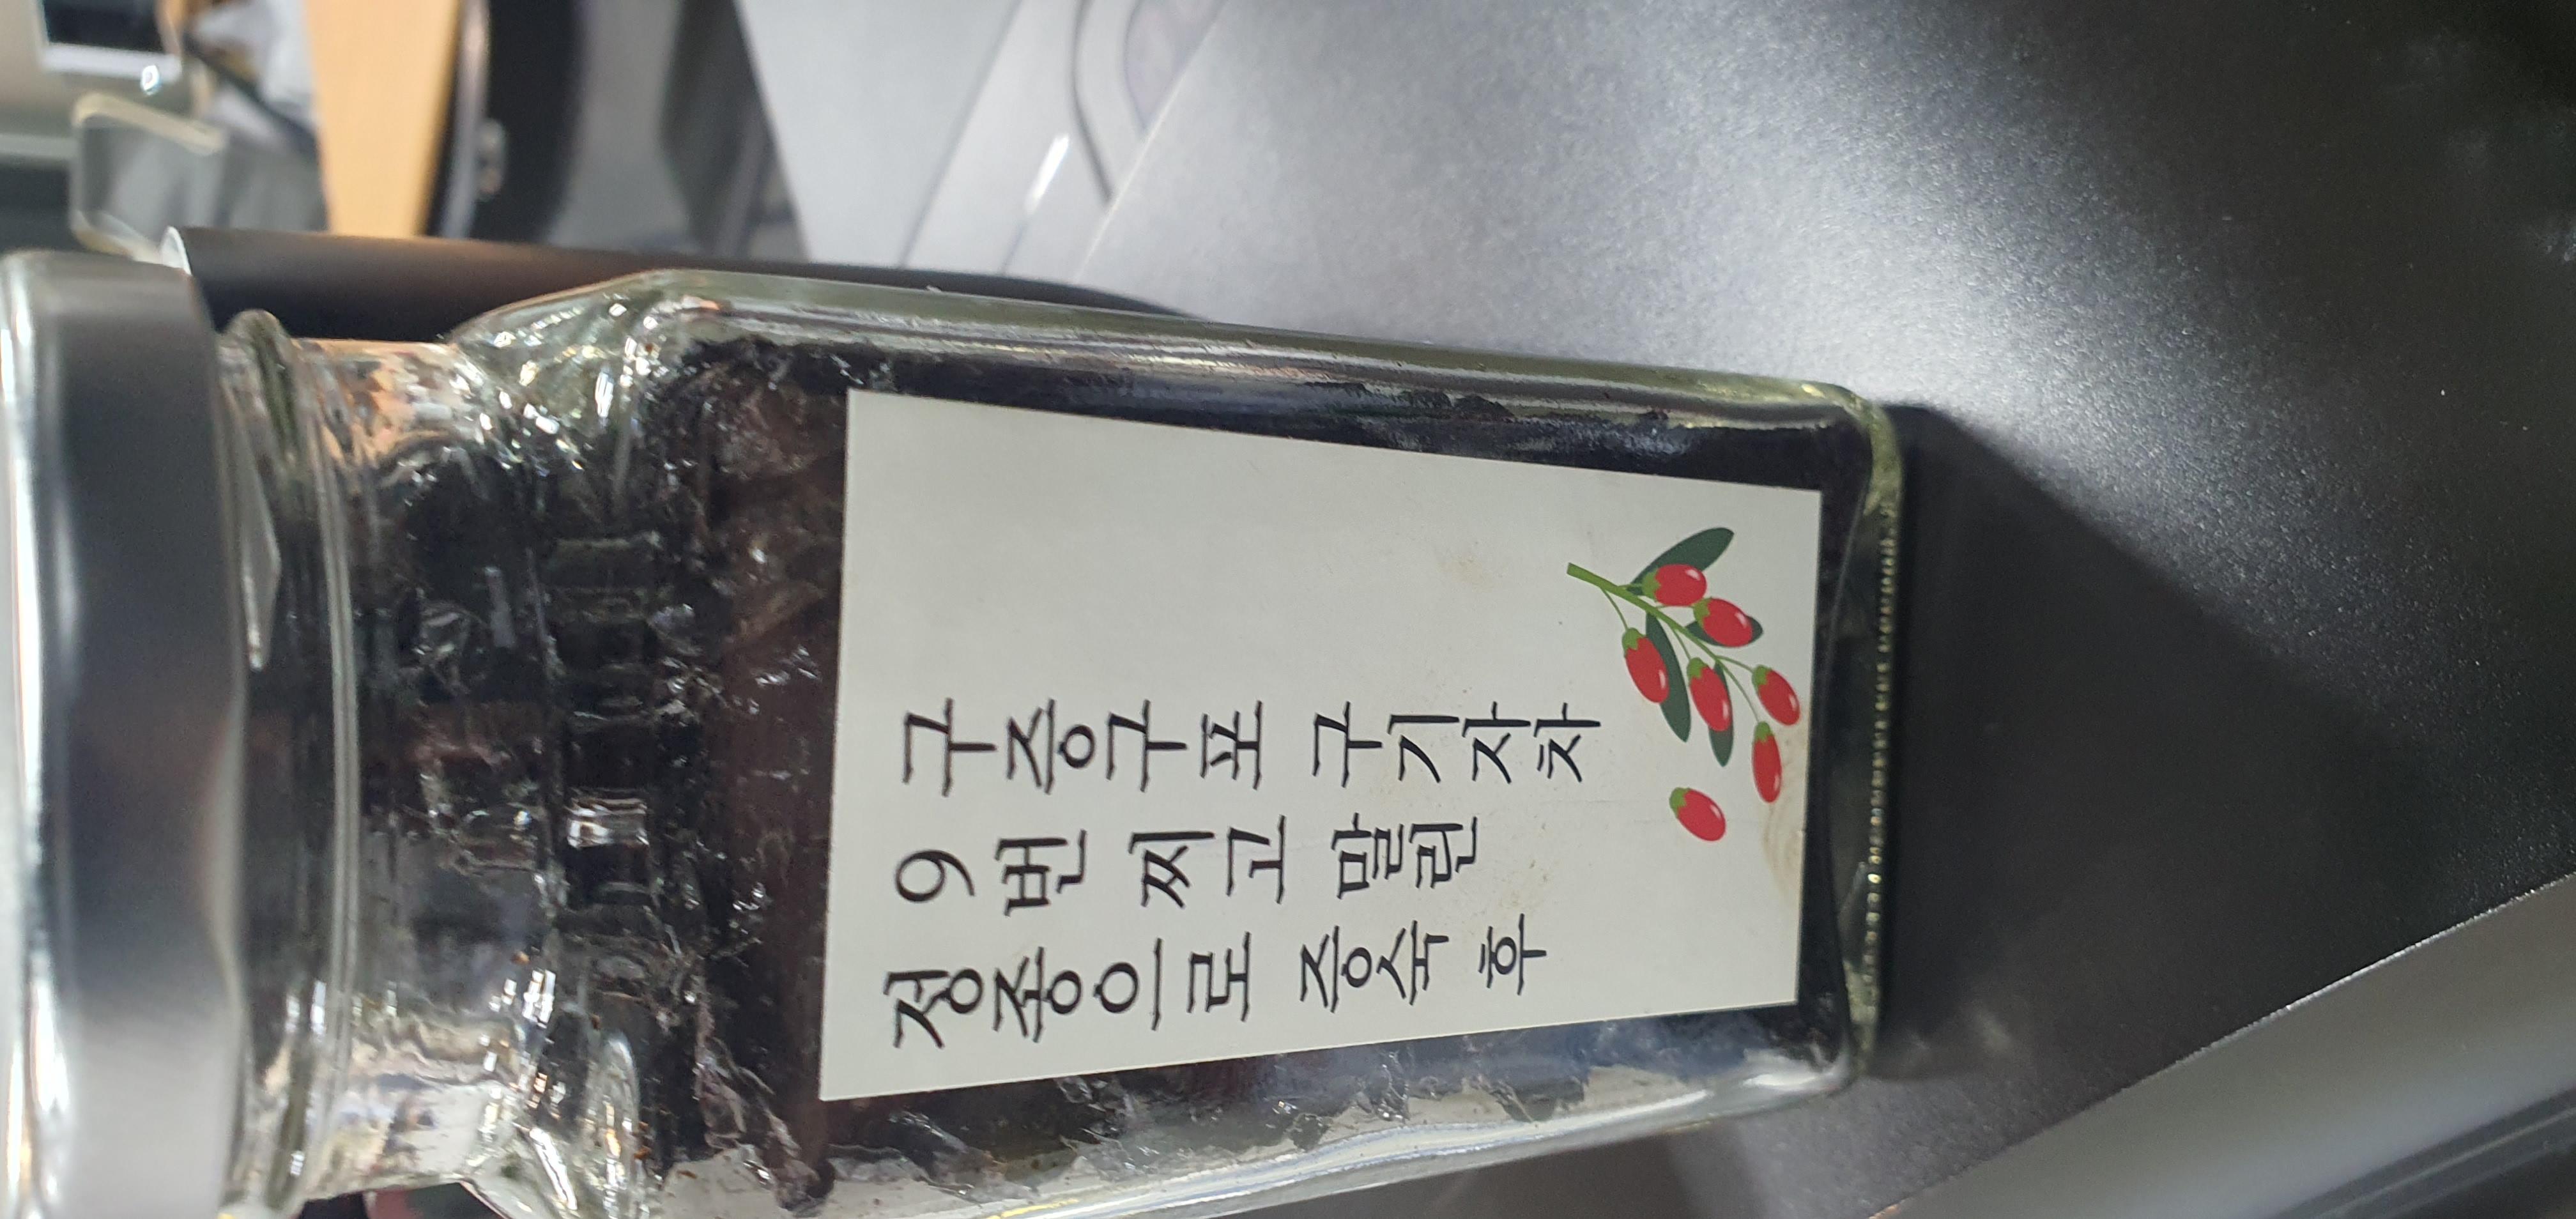 정종으로 증숙 후
9번 찌고 말린
구증구포 구기자차